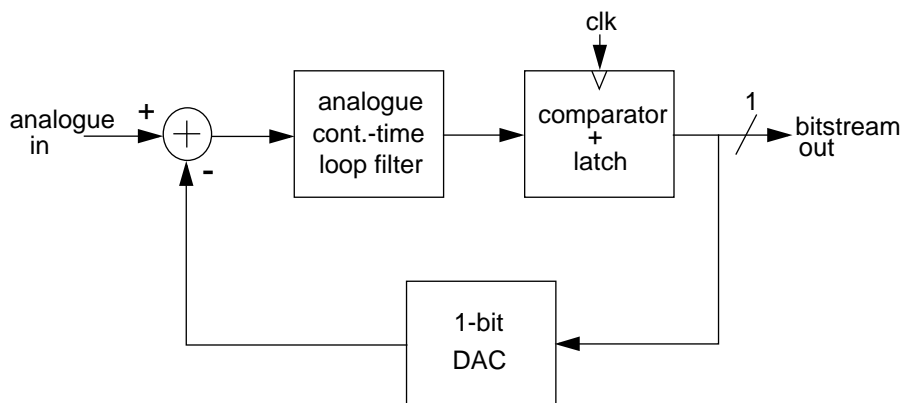 clk
analogue
in
+
+
-
analogue
cont.-time
loop filter
comparator
+
latch
1
bitstream
out
1-bit
DAC